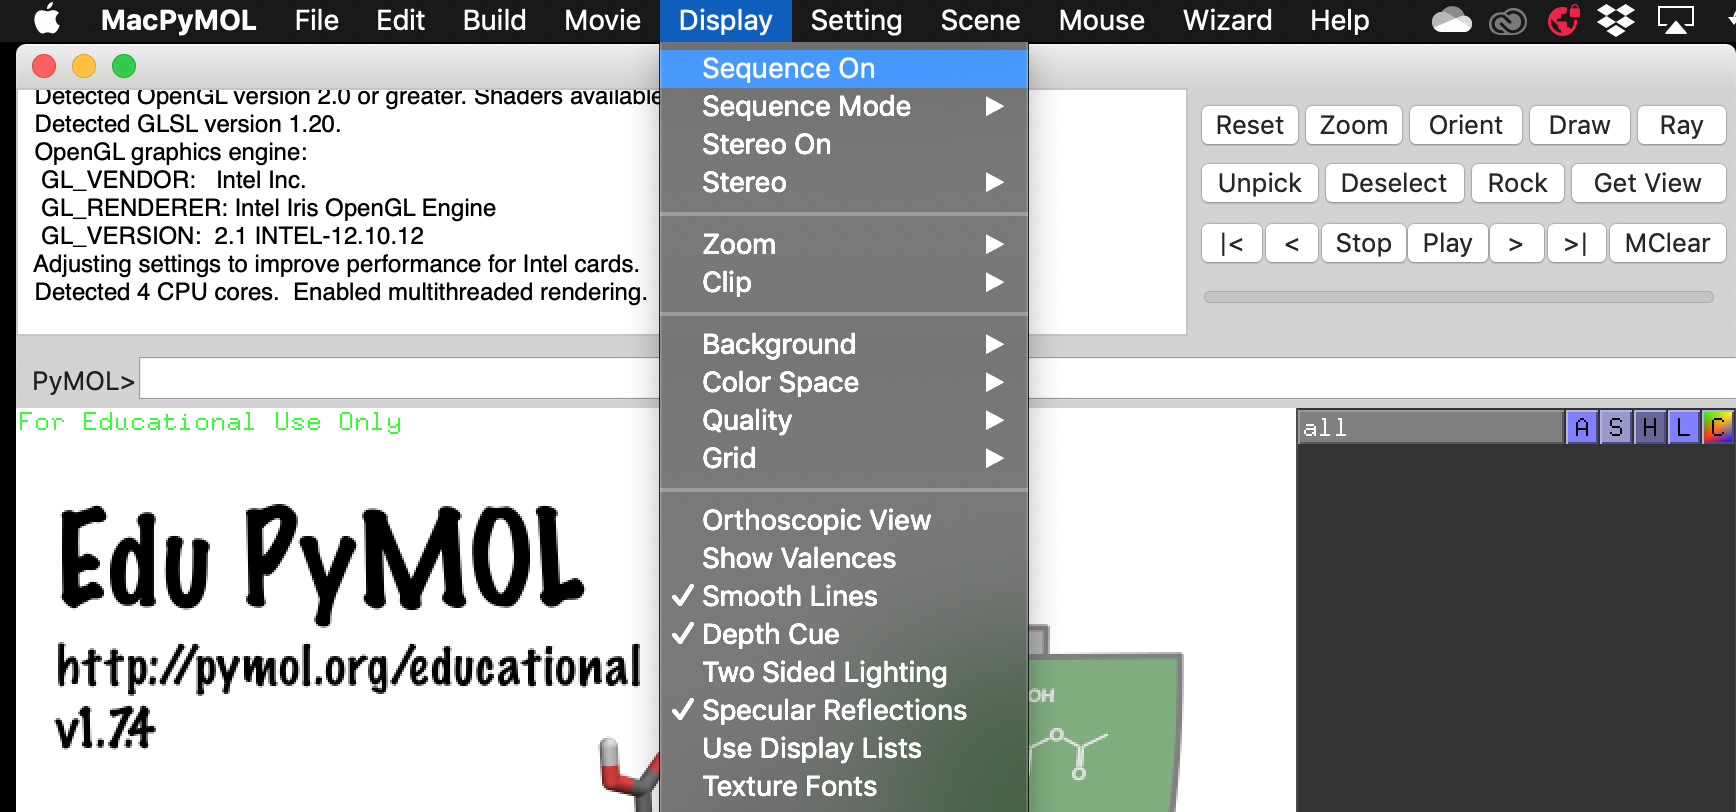 MacPyMOL File Edit Build Movie Display Setting Scene Mouse Wizard Help
Detected OpenGL version 2.0 or greater. Shaders available
Detected GLSL version 1.20.
OpenGL graphics engine:
GL_VENDOR: Intel Inc.
GL_RENDERER: Intel Iris OpenGL Engine
GL_VERSION: 2.1 INTEL-12.10.12
Adjusting settings to improve performance for Intel cards.
Detected 4 CPU cores. Enabled multithreaded rendering.
Sequence On
Sequence Mode
Stereo On
Stereo
Zoom
Clip
Background
Color Space
Quality
Grid
Orthoscopic View
Show Valences
Smooth Lines
Depth Cue
Two Sided Lighting
Specular Reflections
Use Display Lists
Texture Fonts
Reset Zoom Orient Draw Ray
Unpick Deselect Rock Get View
|< < Stop Play > >| MClear
PyMOL>
For Educational Use Only
all A S H L C
Edu PyMOL
http://pymol.org/educational
v1.7.4
OH
O
O